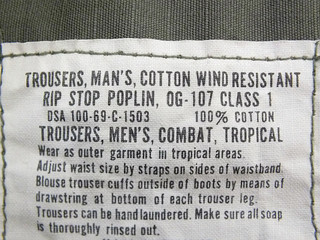 TROUSERS, MAN'S, COTTON WIND RESISTANT
RIP STOP POPLIN, OG-107 CLASS 1
DSA 100-69-C-1503 100% COTTON
TROUSERS, MEN'S, COMBAT, TROPICAL
Wear as outer garment in tropical areas.
Adjust waist size by straps on sides of waistband
Blouse trouser cuffs outside of boots by means of
drawstring at bottom of each trouser leg.
Trousers can be handlaundered. Make sure all soap
is thoroughly rinsed out.